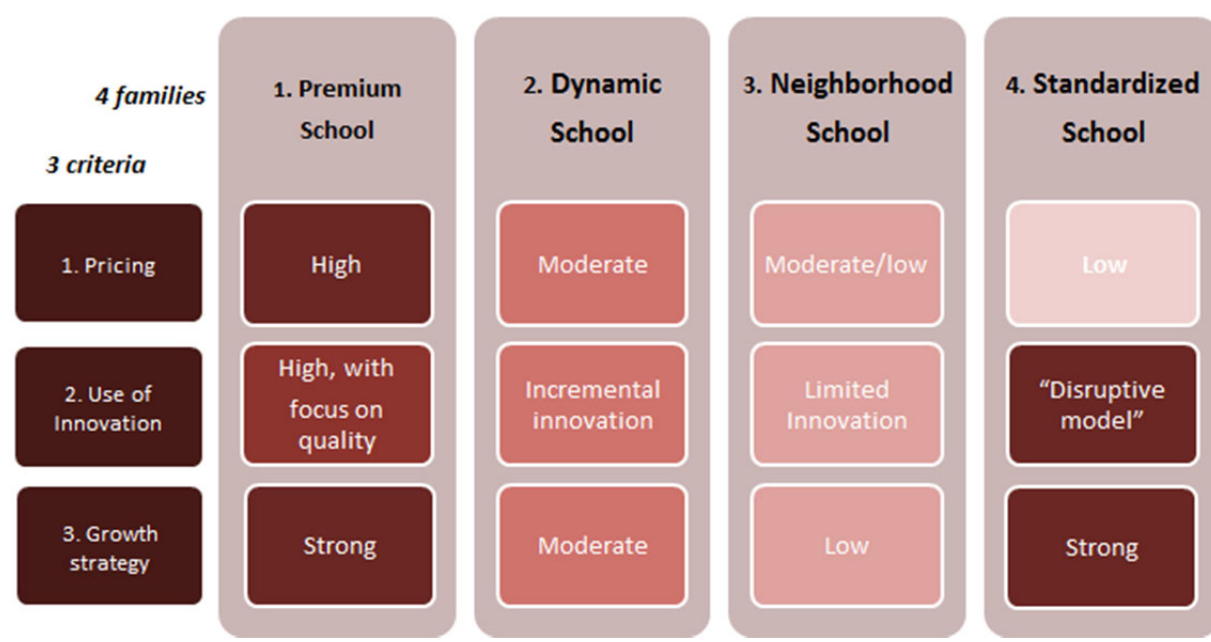 4 families
3 criteria
1. Premium
School
2. Dynamic
School
3. Neighborhood
School
4. Standardized
School
1. Pricing
High
Moderate
Moderate/low
Low
2. Use of
Innovation
High, with
focus on
quality
Incremental
innovation
Limited
Innovation
“Disruptive
model”
3. Growth
strategy
Strong
Moderate
Low
Strong